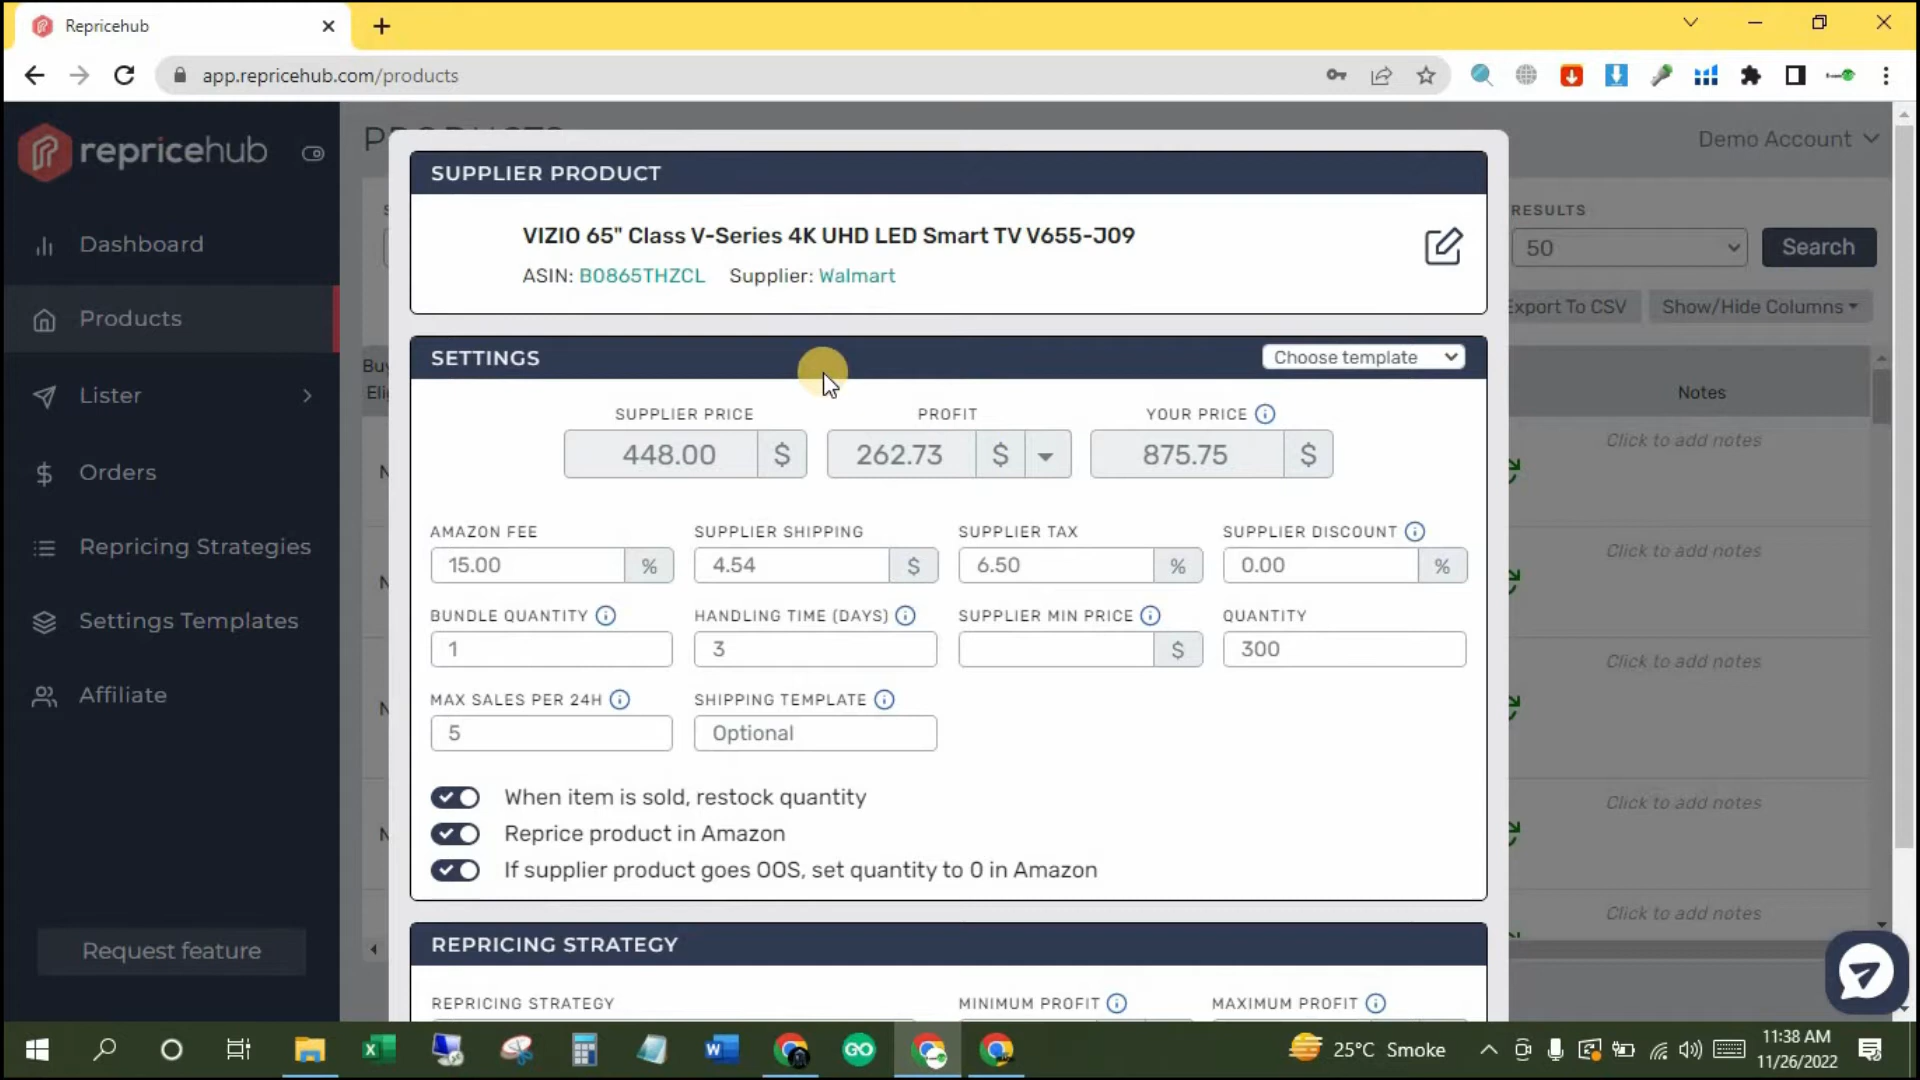 Repricehub
app.repricehub.com/products
repricehub
Demo Account
SUPPLIER PRODUCT
VIZIO 65" Class V-Series 4K UHD LED Smart TV V655-J09
ASIN: B0865THZCL Supplier: Walmart
RESULTS
50
Search
Export To CSV
Show/Hide Columns
Dashboard
Products
Lister
Orders
Repricing Strategies
Settings Templates
Affiliate
Request feature
SETTINGS
Choose template
SUPPLIER PRICE PROFIT YOUR PRICE
448.00 $ 262.73 $ 875.75 $
AMAZON FEE SUPPLIER SHIPPING SUPPLIER TAX SUPPLIER DISCOUNT
15.00 % 4.54 $ 6.50 % 0.00 %
BUNDLE QUANTITY HANDLING TIME (DAYS) SUPPLIER MIN PRICE QUANTITY
1 3 $ 300
MAX SALES PER 24H SHIPPING TEMPLATE
5 Optional
When item is sold, restock quantity
Reprice product in Amazon
If supplier product goes OOS, set quantity to 0 in Amazon
REPRICING STRATEGY
REPRICING STRATEGY MINIMUM PROFIT MAXIMUM PROFIT
Notes
Click to add notes
Click to add notes
Click to add notes
Click to add notes
Click to add notes
25°C Smoke
11:38 AM
11/26/2022